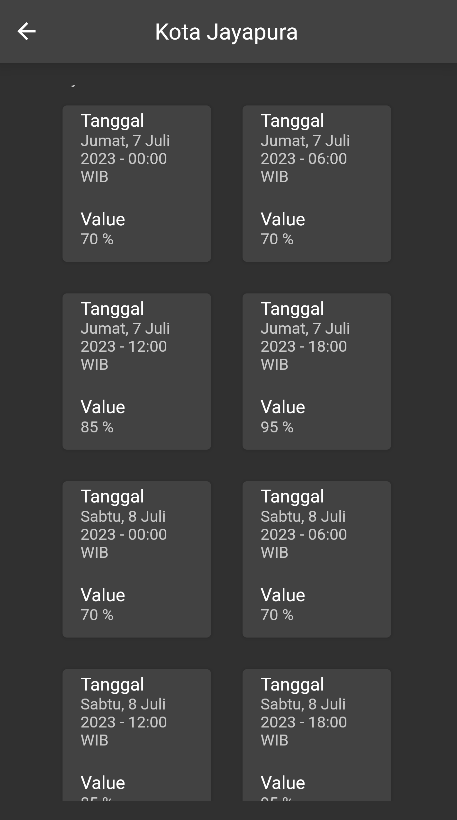 Kota Jayapura
Tanggal
Jumat, 7 Juli
2023 - 00:00
WIB
Value
70 %
Tanggal
Jumat, 7 Juli
2023 - 06:00
WIB
Value
70 %
Tanggal
Jumat, 7 Juli
2023 - 12:00
WIB
Value
85 %
Tanggal
Jumat, 7 Juli
2023 - 18:00
WIB
Value
95 %
Tanggal
Sabtu, 8 Juli
2023 - 00:00
WIB
Value
70 %
Tanggal
Sabtu, 8 Juli
2023 - 06:00
WIB
Value
70 %
Tanggal
Sabtu, 8 Juli
2023 - 12:00
WIB
Value
Tanggal
Sabtu, 8 Juli
2023 - 18:00
WIB
Value